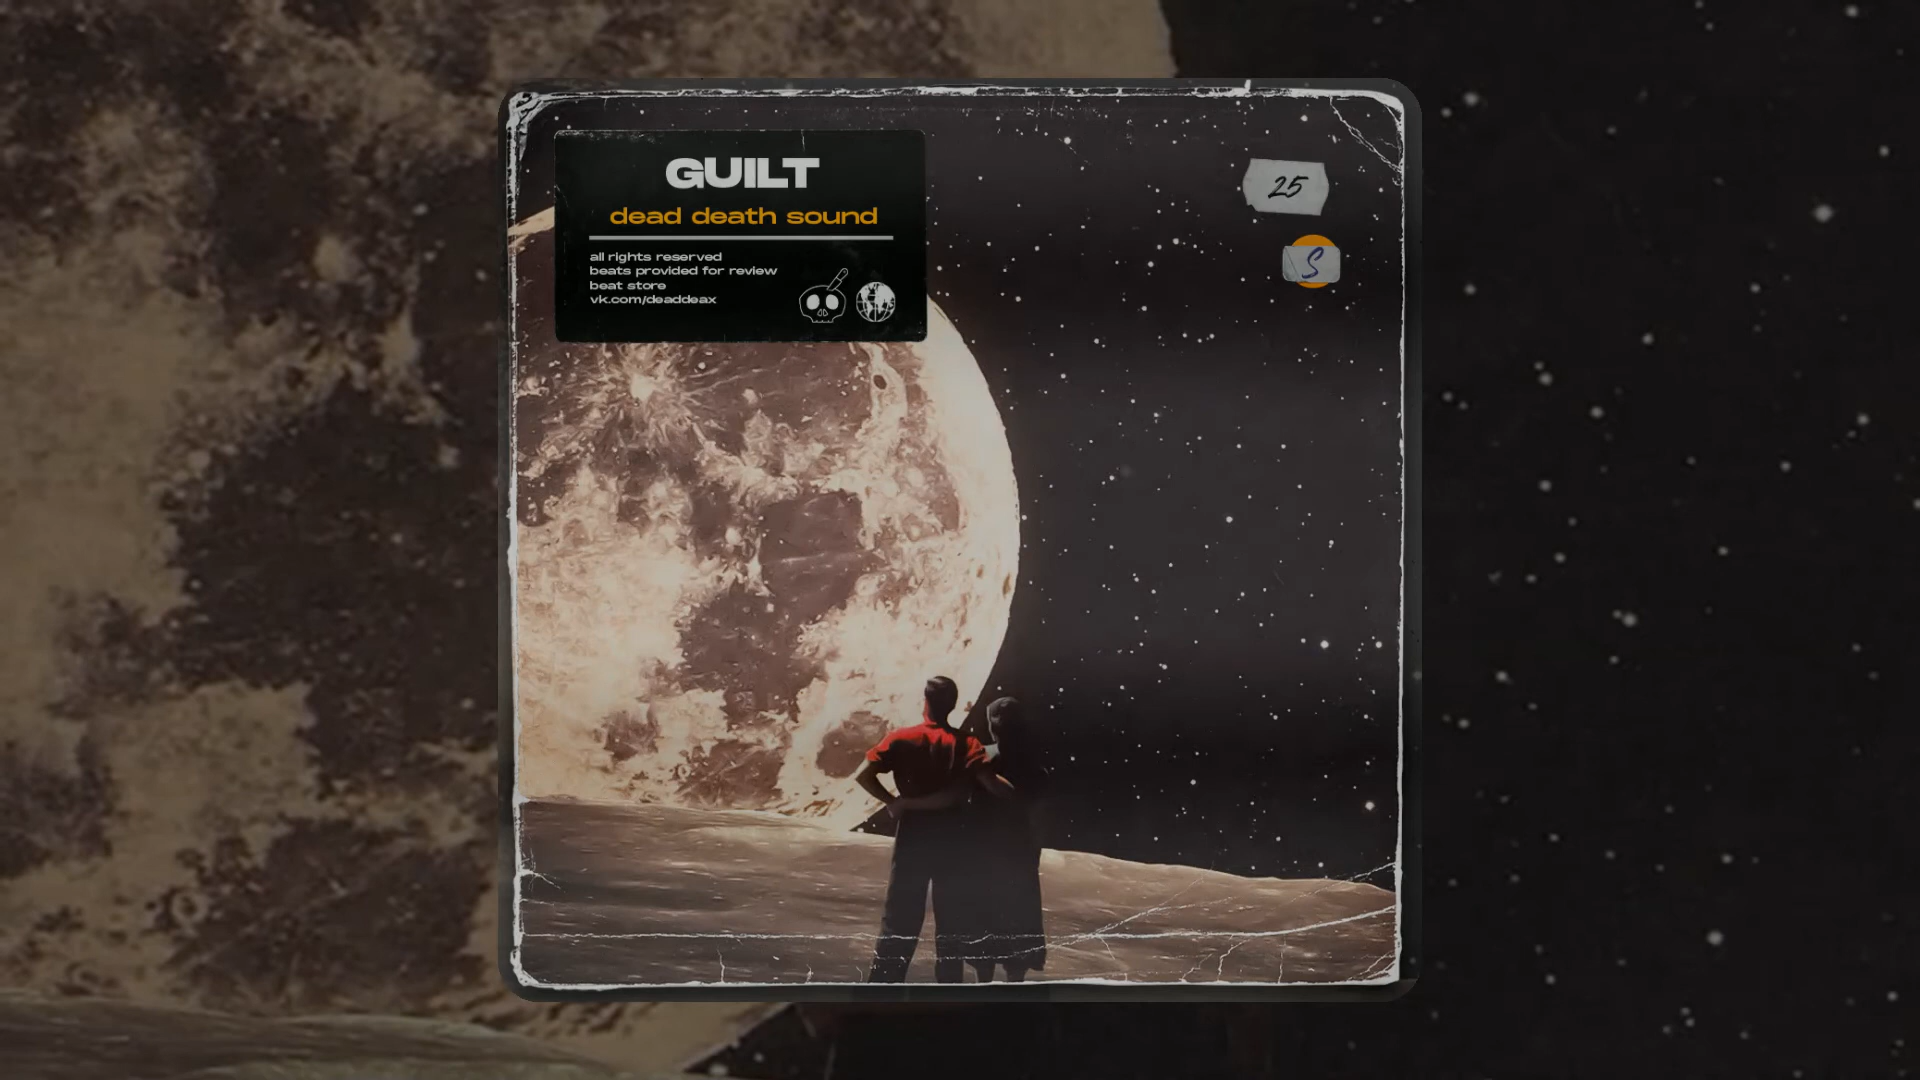 GUILT
dead death sound
all rights reserved
beats provided for review
beat store
vk.com/deaddeax
25
S